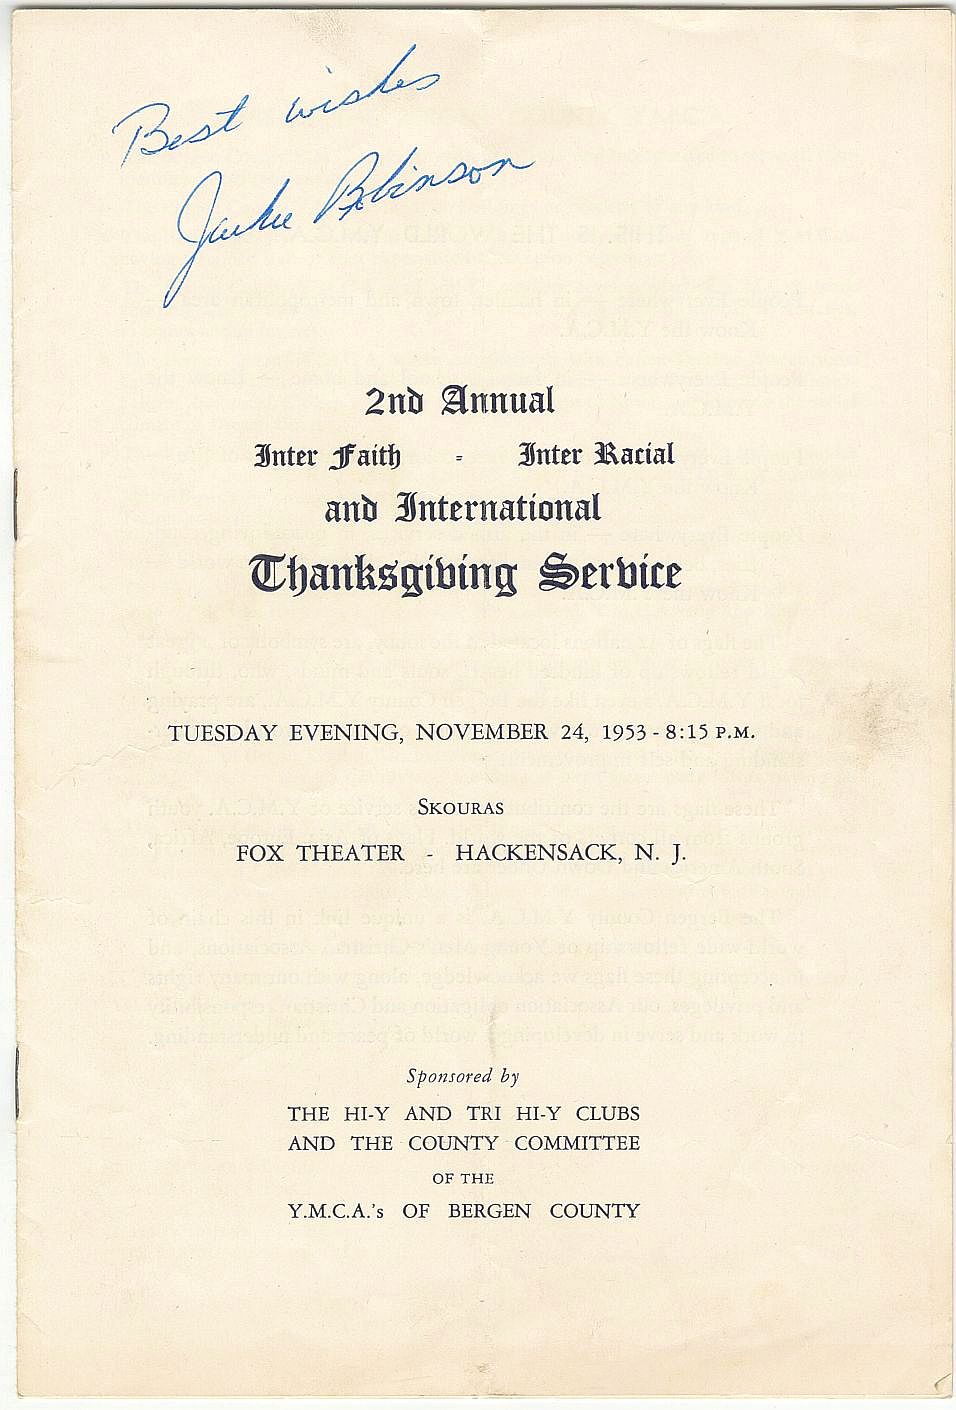 Best wishes
Jackie Robinson
2nd Annual
Inter Faith - Inter Racial
and International
Thanksgiving Service
TUESDAY EVENING, NOVEMBER 24, 1953 - 8:15 P.M.
SKOURAS
FOX THEATER - HACKENSACK, N. J.
Sponsored by
THE HI-Y AND TRI HI-Y CLUBS
AND THE COUNTY COMMITTEE
OF THE
Y.M.C.A.'s OF BERGEN COUNTY